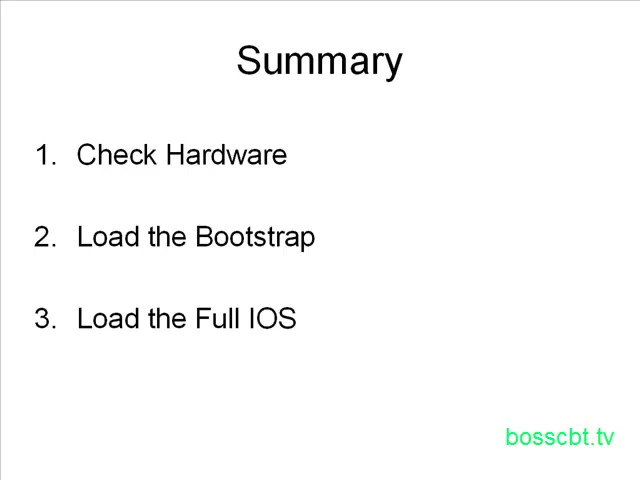 Summary
1. Check Hardware
2. Load the Bootstrap
3. Load the Full IOS
bosscbt.tv